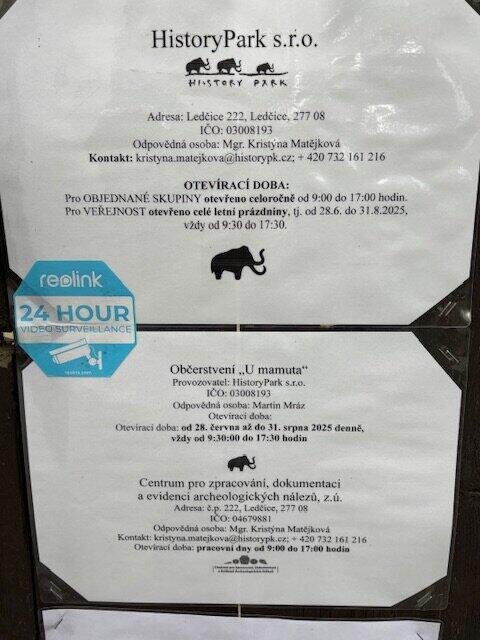 HistoryPark s.r.o.
HISTORY PARK
Adresa: Ledčice 222, Ledčice, 277 08
IČO: 03008193
Odpovědná osoba: Mgr. Kristýna Matějková
Kontakt: kristyna.matejkova@historypk.cz; + 420 732 161 216
OTEVÍRACÍ DOBA:
Pro OBJEDNANÉ SKUPINY otevřeno celoročně od 9:00 do 17:00 hodin.
Pro VEŘEJNOST otevřeno celé letní prázdniny, tj. od 28.6. do 31.8.2025,
vždy od 9:30 do 17:30.
reolink
24 HOUR
VIDEO SURVEILLANCE
reolink.com
Občerstvení „U mamuta“
Provozovatel: HistoryPark s.r.o.
IČO: 03008193
Odpovědná osoba: Martin Mráz
Otevírací doba:
Otevírací doba: od 28. června až do 31. srpna 2025 denně,
vždy od 9:30:00 do 17:30 hodin
Centrum pro zpracování, dokumentaci
a evidenci archeologických nálezů, z.ú.
Adresa: č.p. 222, Ledčice, 277 08
IČO: 04679881
Odpovědná osoba: Mgr. Kristýna Matějková
Kontakt: kristyna.matejkova@historypk.cz; + 420 732 161 216
Otevírací doba: pracovní dny od 9:00 do 17:00 hodin